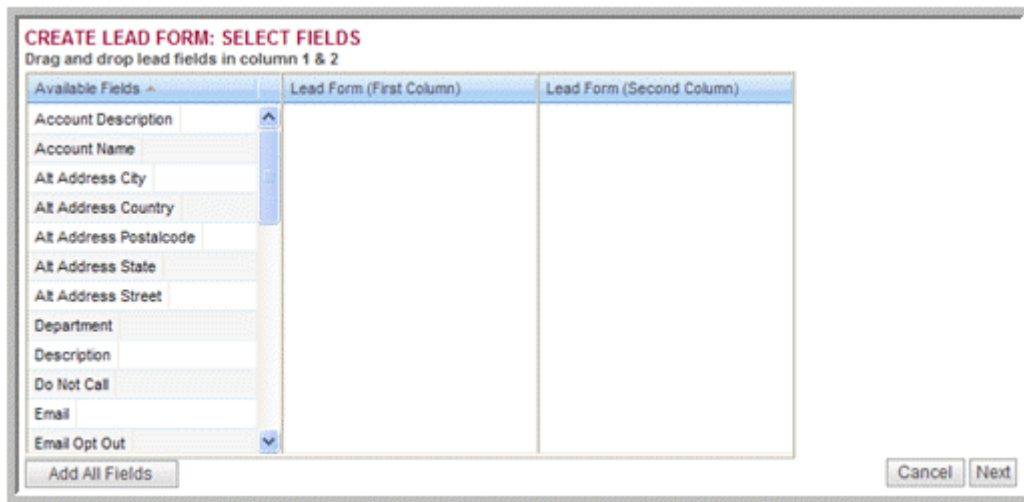 CREATE LEAD FORM: SELECT FIELDS
Drag and drop lead fields in column 1 & 2
Available Fields Lead Form (First Column) Lead Form (Second Column)
Account Description
Account Name
Alt Address City
Alt Address Country
Alt Address Postalcode
Alt Address State
Alt Address Street
Department
Description
Do Not Call
Email
Email Opt Out
Add All Fields Cancel Next